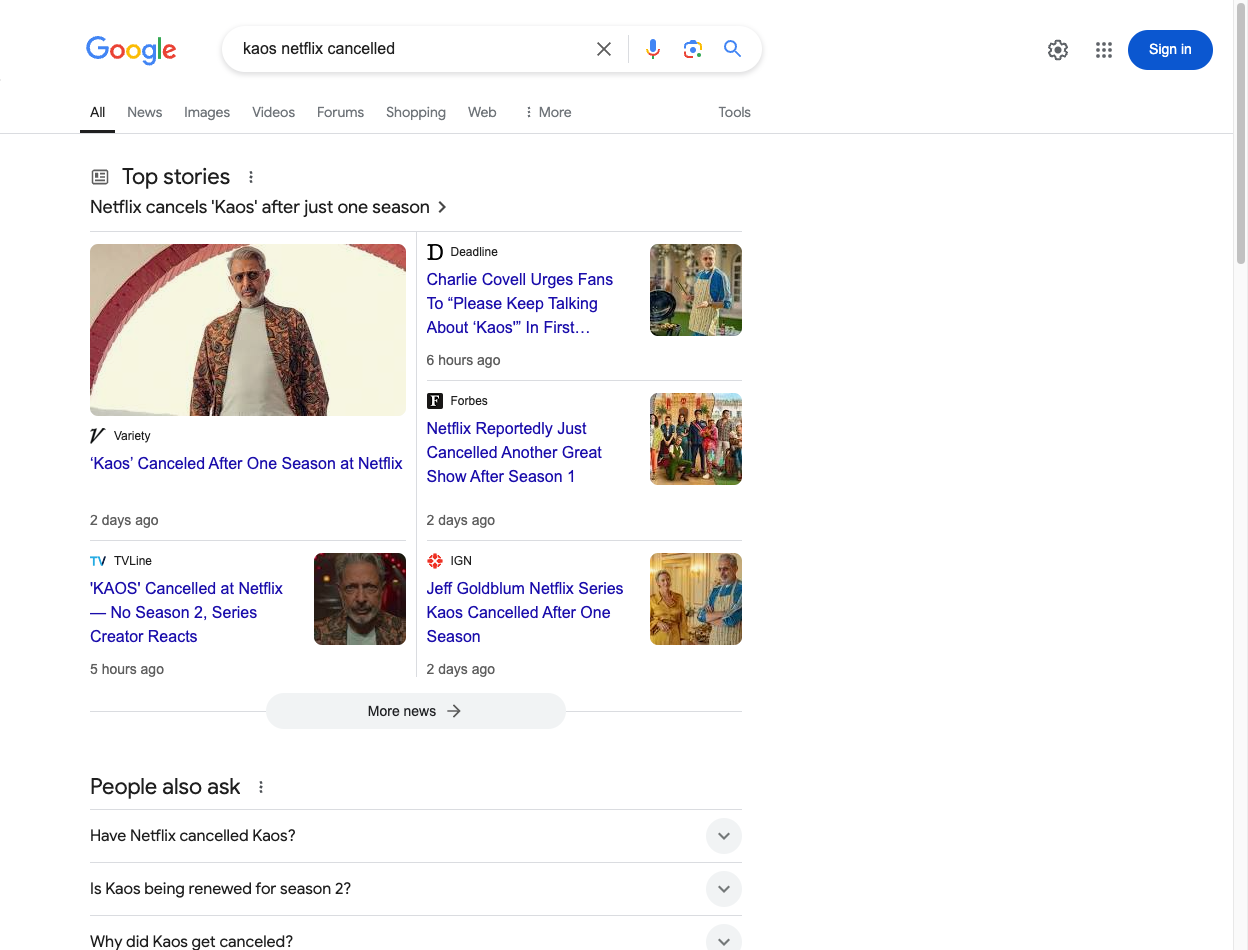 Google
kaos netflix cancelled
Sign in
All
News
Images
Videos
Forums
Shopping
Web
More
Tools
Top stories
Netflix cancels 'Kaos' after just one season
Variety
‘Kaos’ Canceled After One Season at Netflix
2 days ago
Deadline
Charlie Covell Urges Fans
To “Please Keep Talking
About ‘Kaos’” In First…
6 hours ago
Forbes
Netflix Reportedly Just
Cancelled Another Great
Show After Season 1
2 days ago
TVLine
'KAOS' Cancelled at Netflix
— No Season 2, Series
Creator Reacts
5 hours ago
IGN
Jeff Goldblum Netflix Series
Kaos Cancelled After One
Season
2 days ago
More news
People also ask
Have Netflix cancelled Kaos?
Is Kaos being renewed for season 2?
Why did Kaos get canceled?